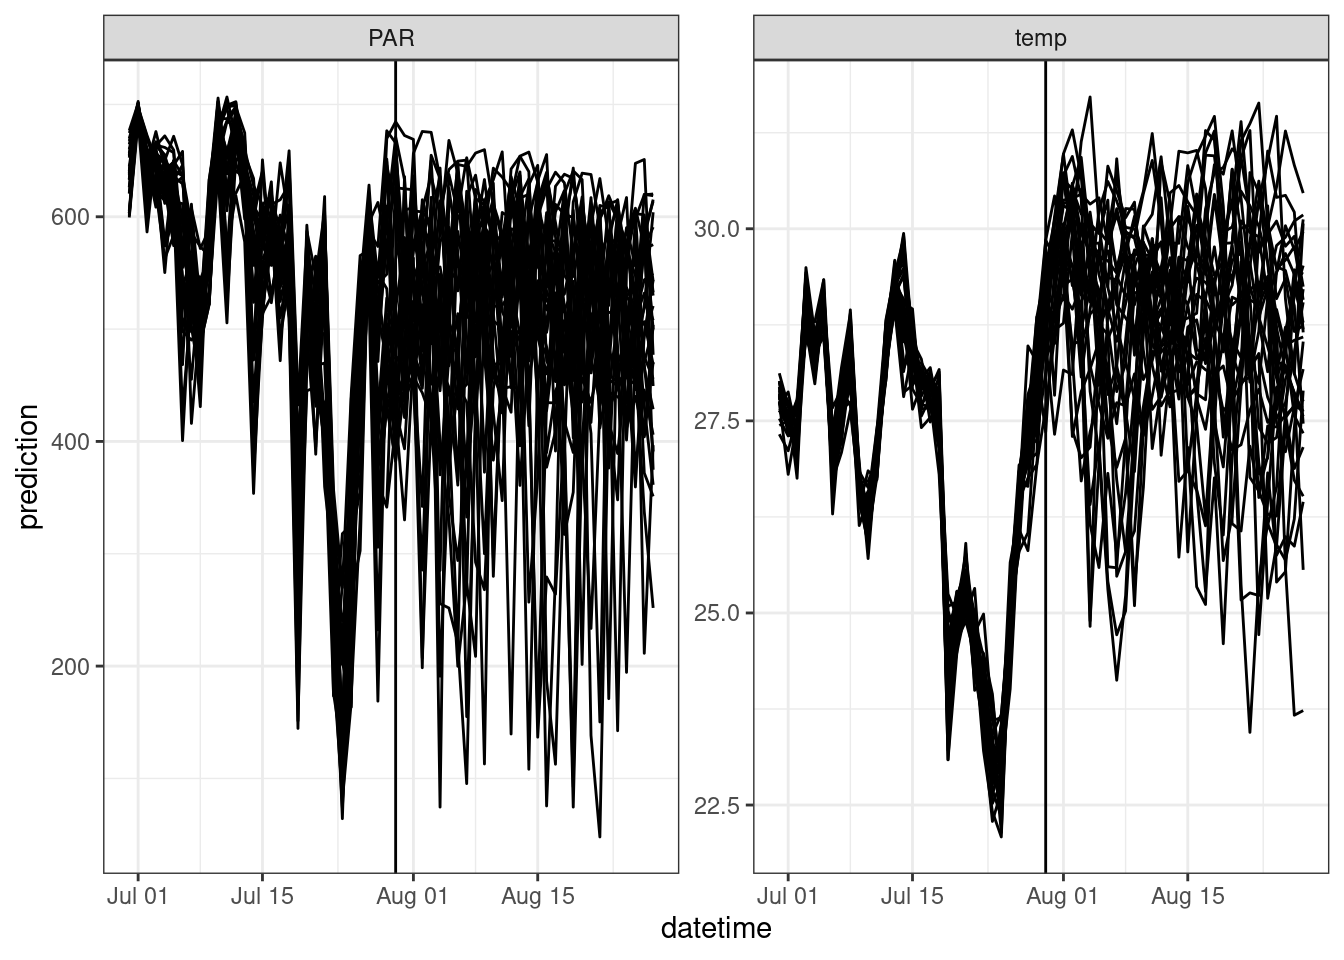 PAR
temp
prediction
600
400
200
30.0
27.5
25.0
22.5
Jul 01
Jul 15
Aug 01
Aug 15
Jul 01
Jul 15
Aug 01
Aug 15
datetime